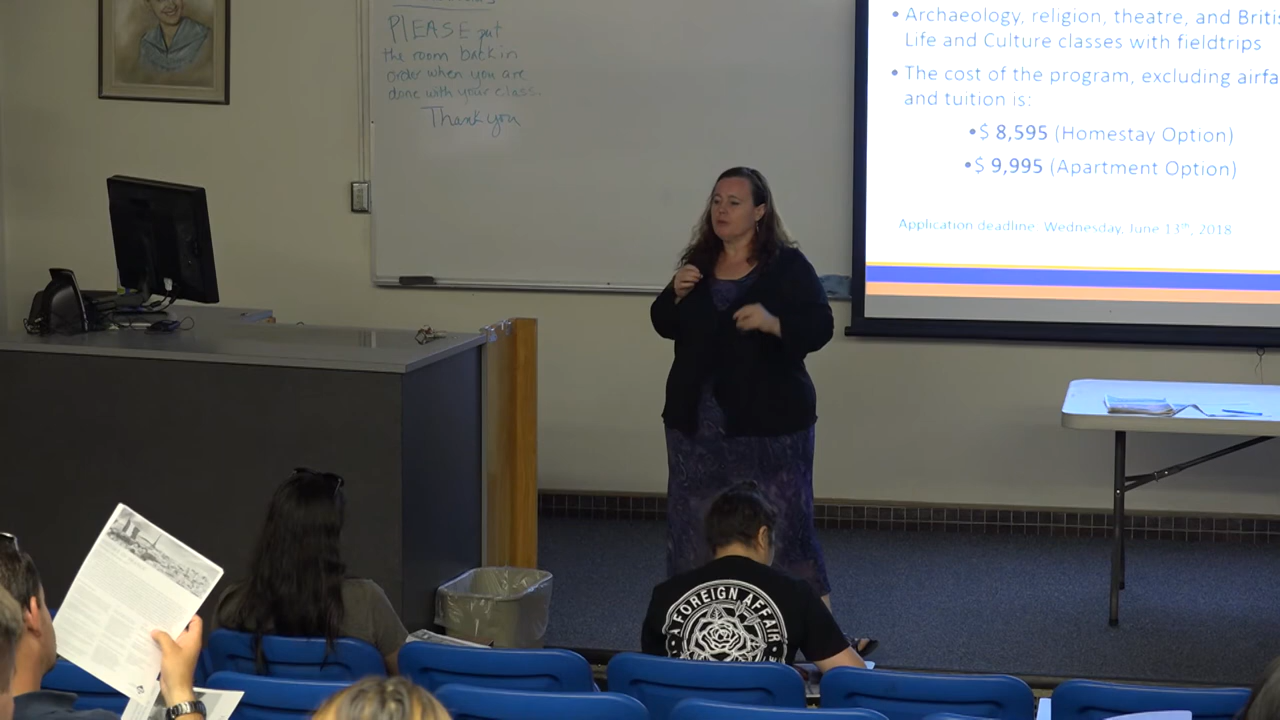 PLEASE put
the room back in
order when you are
done with your class.
Thank you
• Archaeology, religion, theatre, and Britis
Life and Culture classes with fieldtrips
• The cost of the program, excluding airfa
and tuition is:
•$ 8,595 (Homestay Option)
•$ 9,995 (Apartment Option)
Application deadline: Wednesday, June 13th, 2018
A FOREIGN AFFAIR